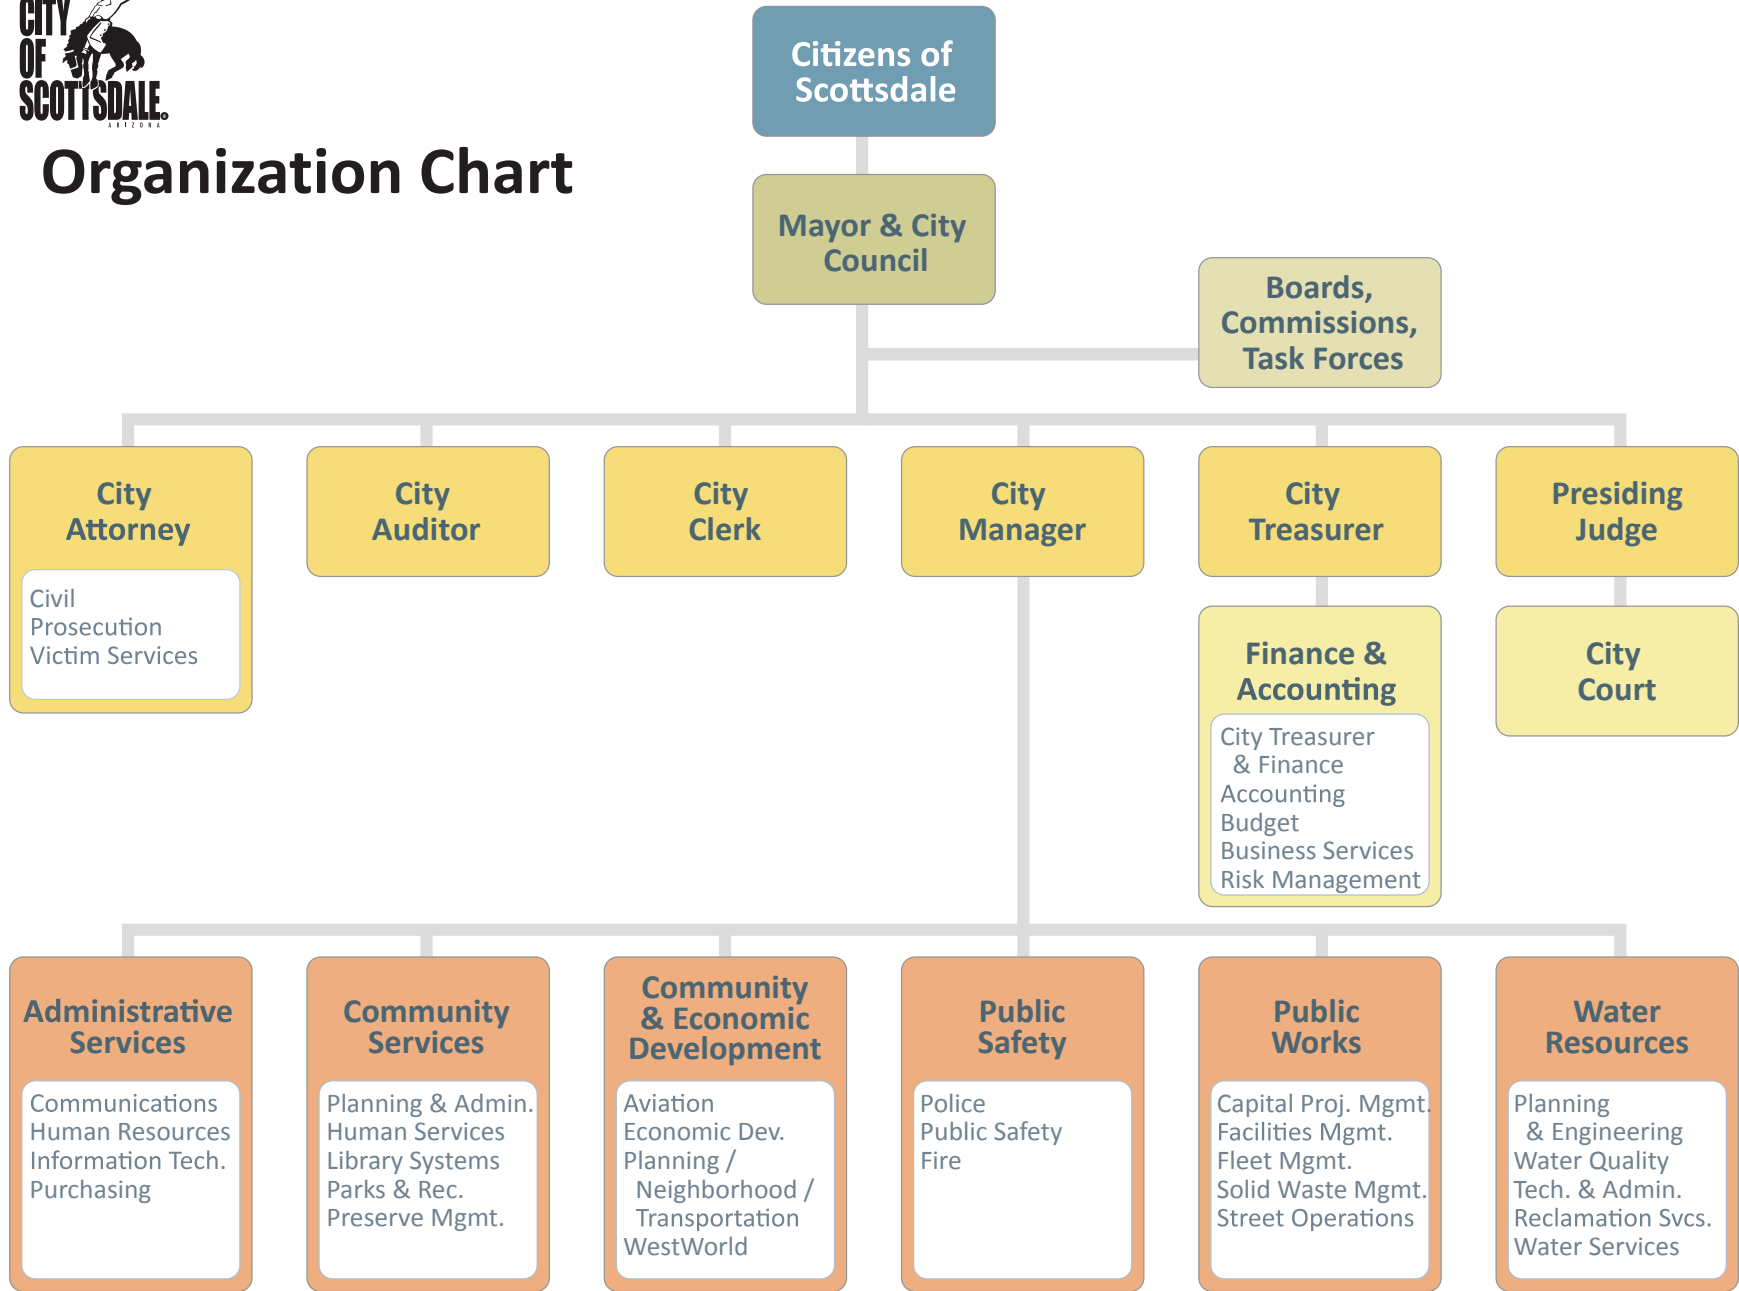 CITY
OF
SCOTTSDALE
ARIZONA
Organization Chart
Citizens of
Scottsdale
Mayor & City
Council
Boards,
Commissions,
Task Forces
City
Attorney
Civil
Prosecution
Victim Services
City
Auditor
City
Clerk
City
Manager
City
Treasurer
Presiding
Judge
Finance &
Accounting
City Treasurer
& Finance
Accounting
Budget
Business Services
Risk Management
City
Court
Administrative
Services
Communications
Human Resources
Information Tech.
Purchasing
Community
Services
Planning & Admin.
Human Services
Library Systems
Parks & Rec.
Preserve Mgmt.
Community
& Economic
Development
Aviation
Economic Dev.
Planning /
Neighborhood /
Transportation
WestWorld
Public
Safety
Police
Public Safety
Fire
Public
Works
Capital Proj. Mgmt.
Facilities Mgmt.
Fleet Mgmt.
Solid Waste Mgmt.
Street Operations
Water
Resources
Planning
& Engineering
Water Quality
Tech. & Admin.
Reclamation Svcs.
Water Services